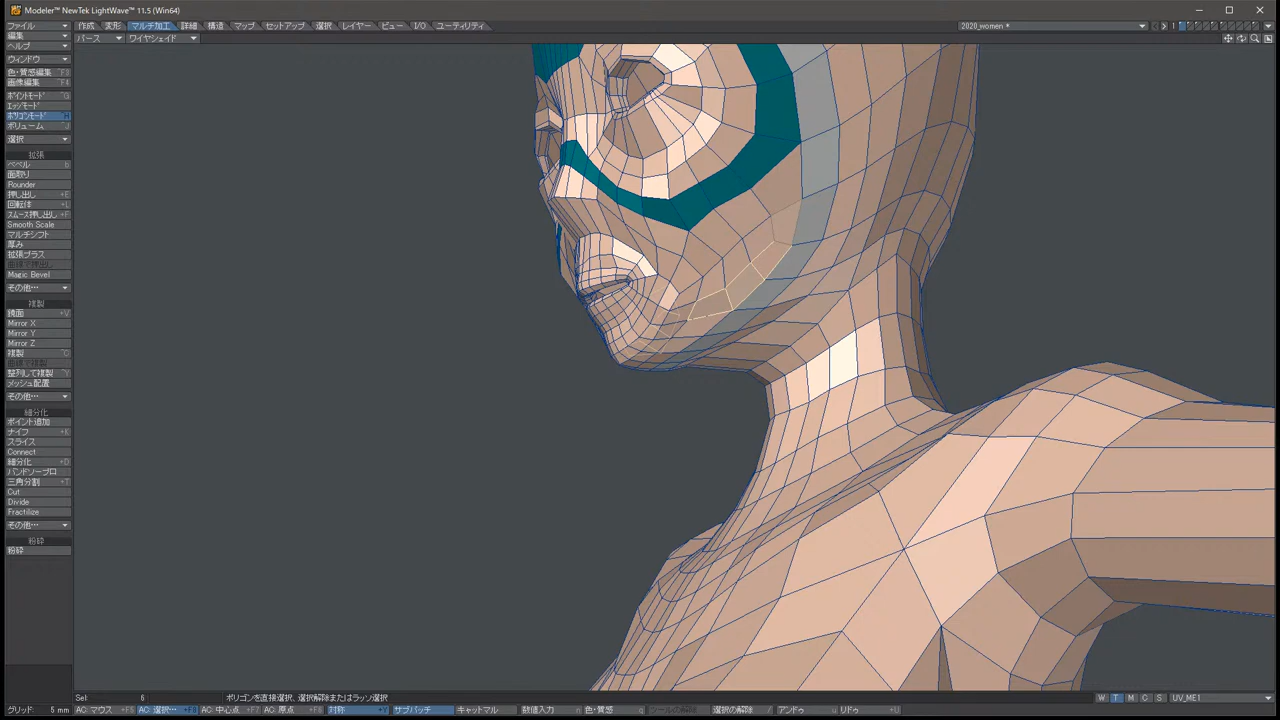 Modeler™ NewTek LightWave™ 11.5 (Win64)
ファイル
作成 変形 マルチ加工 詳細 構造 マップ セットアップ 選択 レイヤー ビュー I/O ユーティリティ
2020_women *
編集
パース ワイヤシェイド
ヘルプ
ウィンドウ
色・質感編集 ^F3
画像編集 ^F4
ポイントモード ^G
エッジモード
ポリゴンモード ^H
ボリューム ^J
選択
拡張
ベベル b
面取り
Rounder
押し出し +E
回転体 +L
スムース押し出し +F
Smooth Scale
マルチシフト
厚み
拡張プラス
Magic Bevel
その他…
複製
鏡面 +V
Mirror X
Mirror Y
Mirror Z
複製 ^C
曲線で複製
整列して複製 ^Y
メッシュ配置
その他…
細分化
ポイント追加
ナイフ +K
スライス
Connect
細分化 +D
バンドソープロ
三角分割 +T
Cut
Divide
Fractilize
その他…
粉砕
粉砕
Sel: 6 ポリゴンを直接選択, 選択解除またはラッソ選択
W T M C S UV_ME1
グリッド: 5 mm AC: マウス +F5 AC: 選択… +F8 AC: 中心点 AC: 原点 対称 +Y サブパッチ キャットマル 数値入力 n 色・質感 q 選択の解除 / アンドゥ u リドゥ +U